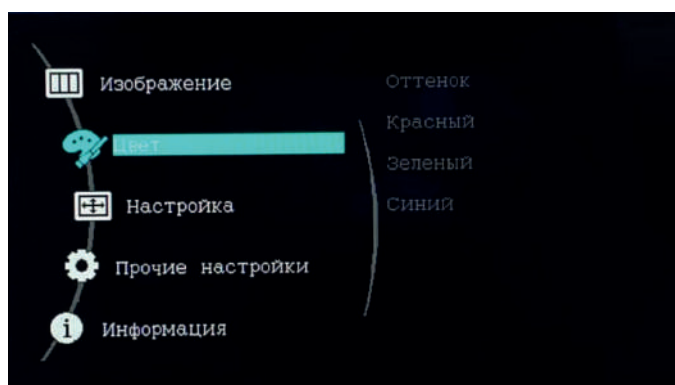 Изображение
Цвет
Настройка
Прочие настройки
Информация
Оттенок
Красный
Зеленый
Синий